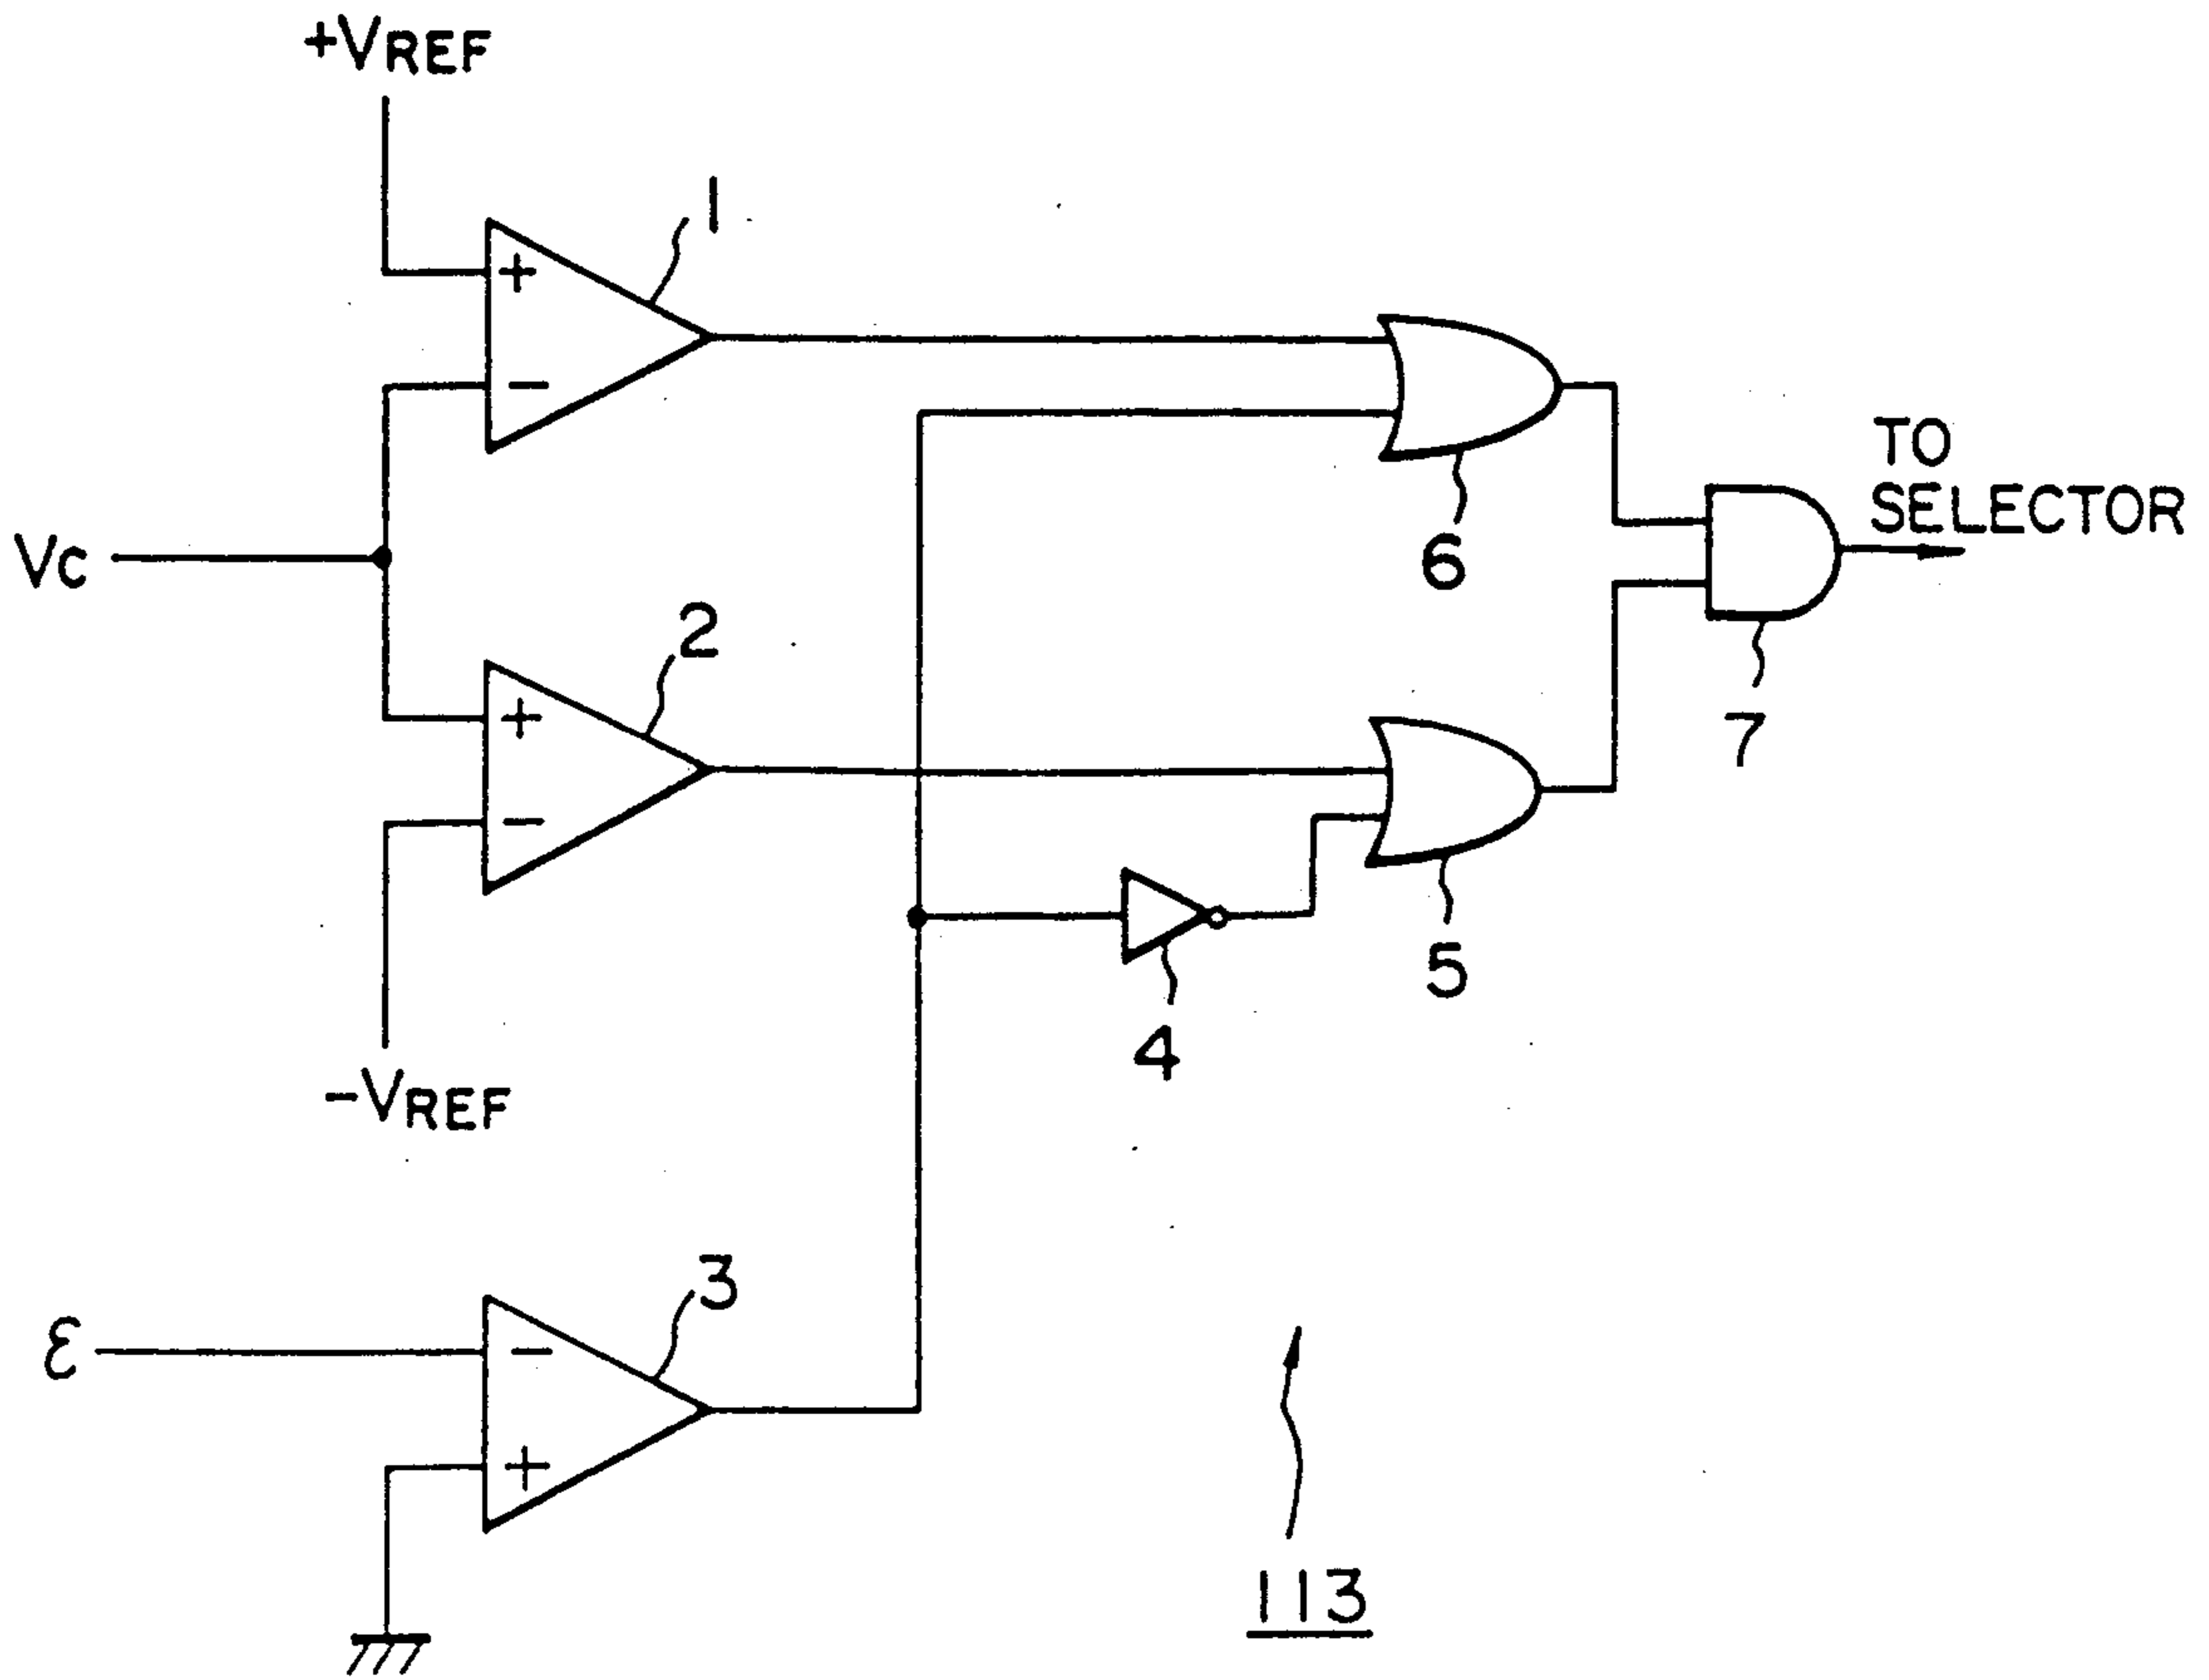 +VREF
1
+
−
TO
SELECTOR
6
Vc
2
7
+
−
5
4
-VREF
3
ε
−
+
113